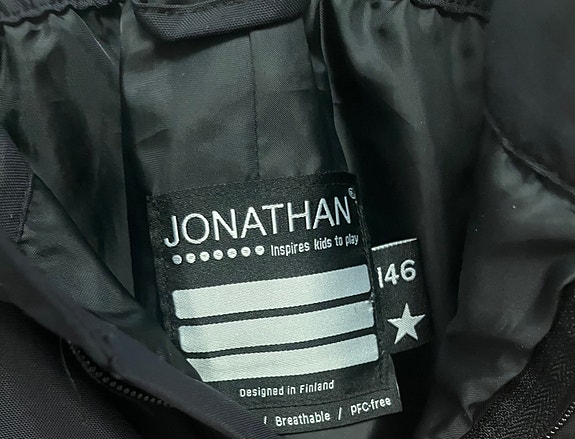 JONATHAN®
Inspires kids to play
146
Designed in Finland
/ Breathable / PFC-free